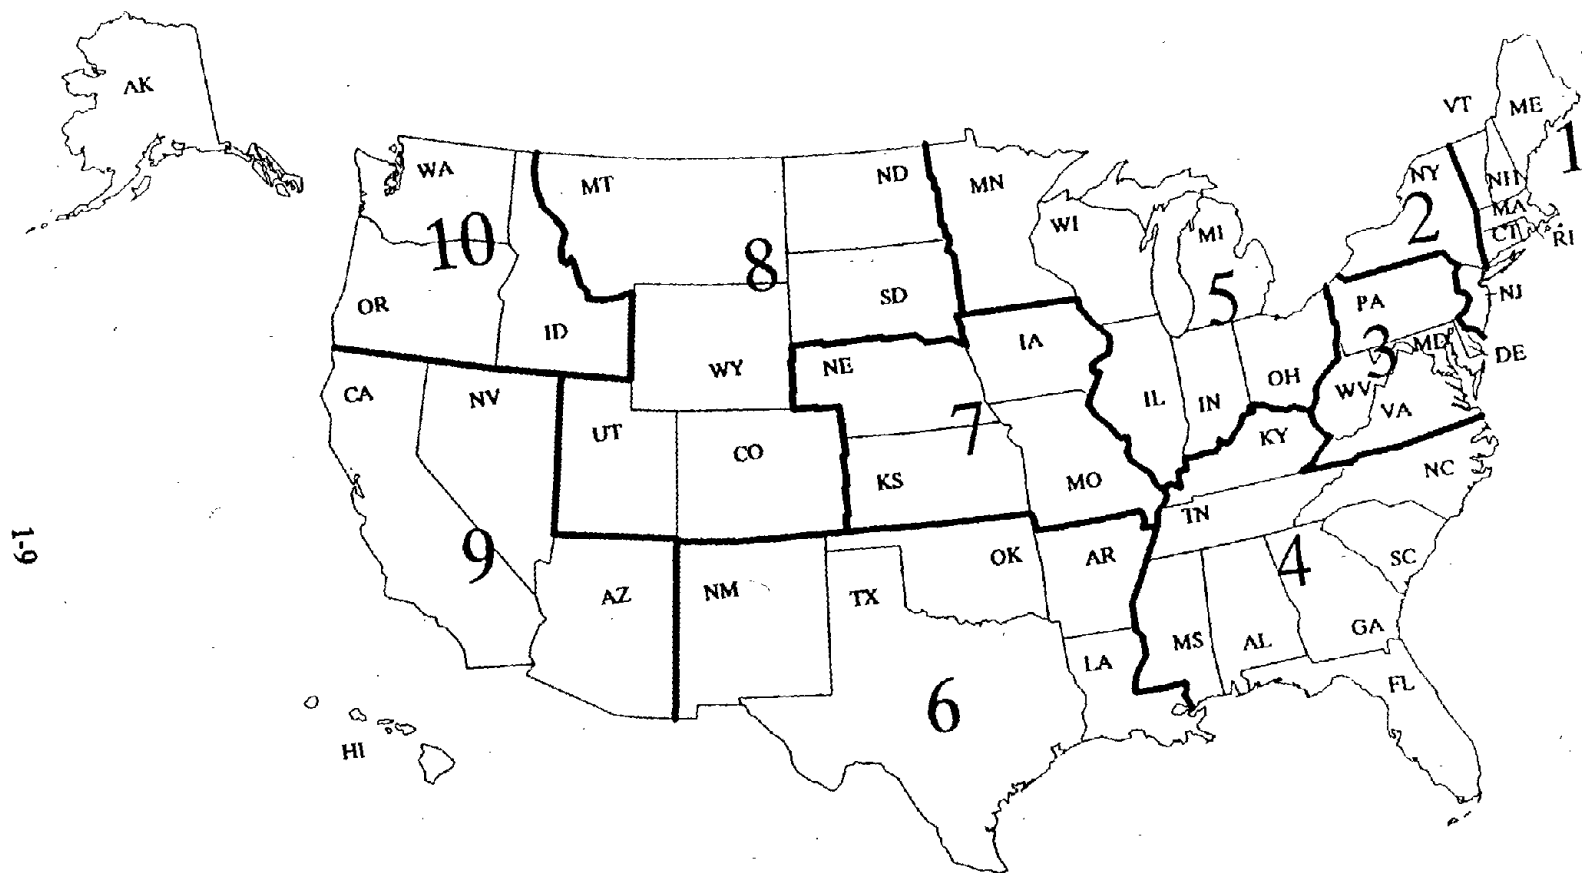 AK
VT
ME
1
WA
MT
ND
MN
NY
NH
2
MA
WI
MI
CT
RI
10
8
SD
5
PA
NJ
OR
ID
IA
3
MD
DE
WY
NE
OH
WV
CA
NV
IL
IN
VA
7
UT
CO
KY
KS
MO
NC
TN
1-9
9
OK
AR
4
SC
AZ
NM
TX
GA
MS
AL
LA
FL
6
HI